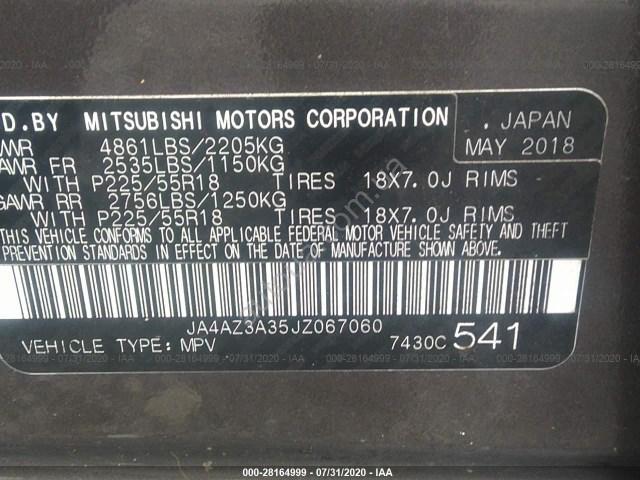 D.BY MITSUBISHI MOTORS CORPORATION
. JAPAN
MAY 2018
WR 4861LBS/2205KG
AWR FR 2535LBS/1150KG
WITH P225/55R18 TIRES 18X7.0J RIMS
GAWR RR 2756LBS/1250KG
WITH P225/55R18 TIRES 18X7.0J RIMS
THIS VEHICLE CONFORMS TO ALL APPLICABLE FEDERAL MOTOR VEHICLE SAFETY AND THEFT
PREVENTION STANDARDS IN EFFECT ON THE DATE OF MANUFACTURE SHOWN ABOVE.
JA4AZ3A35JZ067060
VEHICLE TYPE: MPV 7430C 541
000-28164999 - 07/31/2020 - IAA